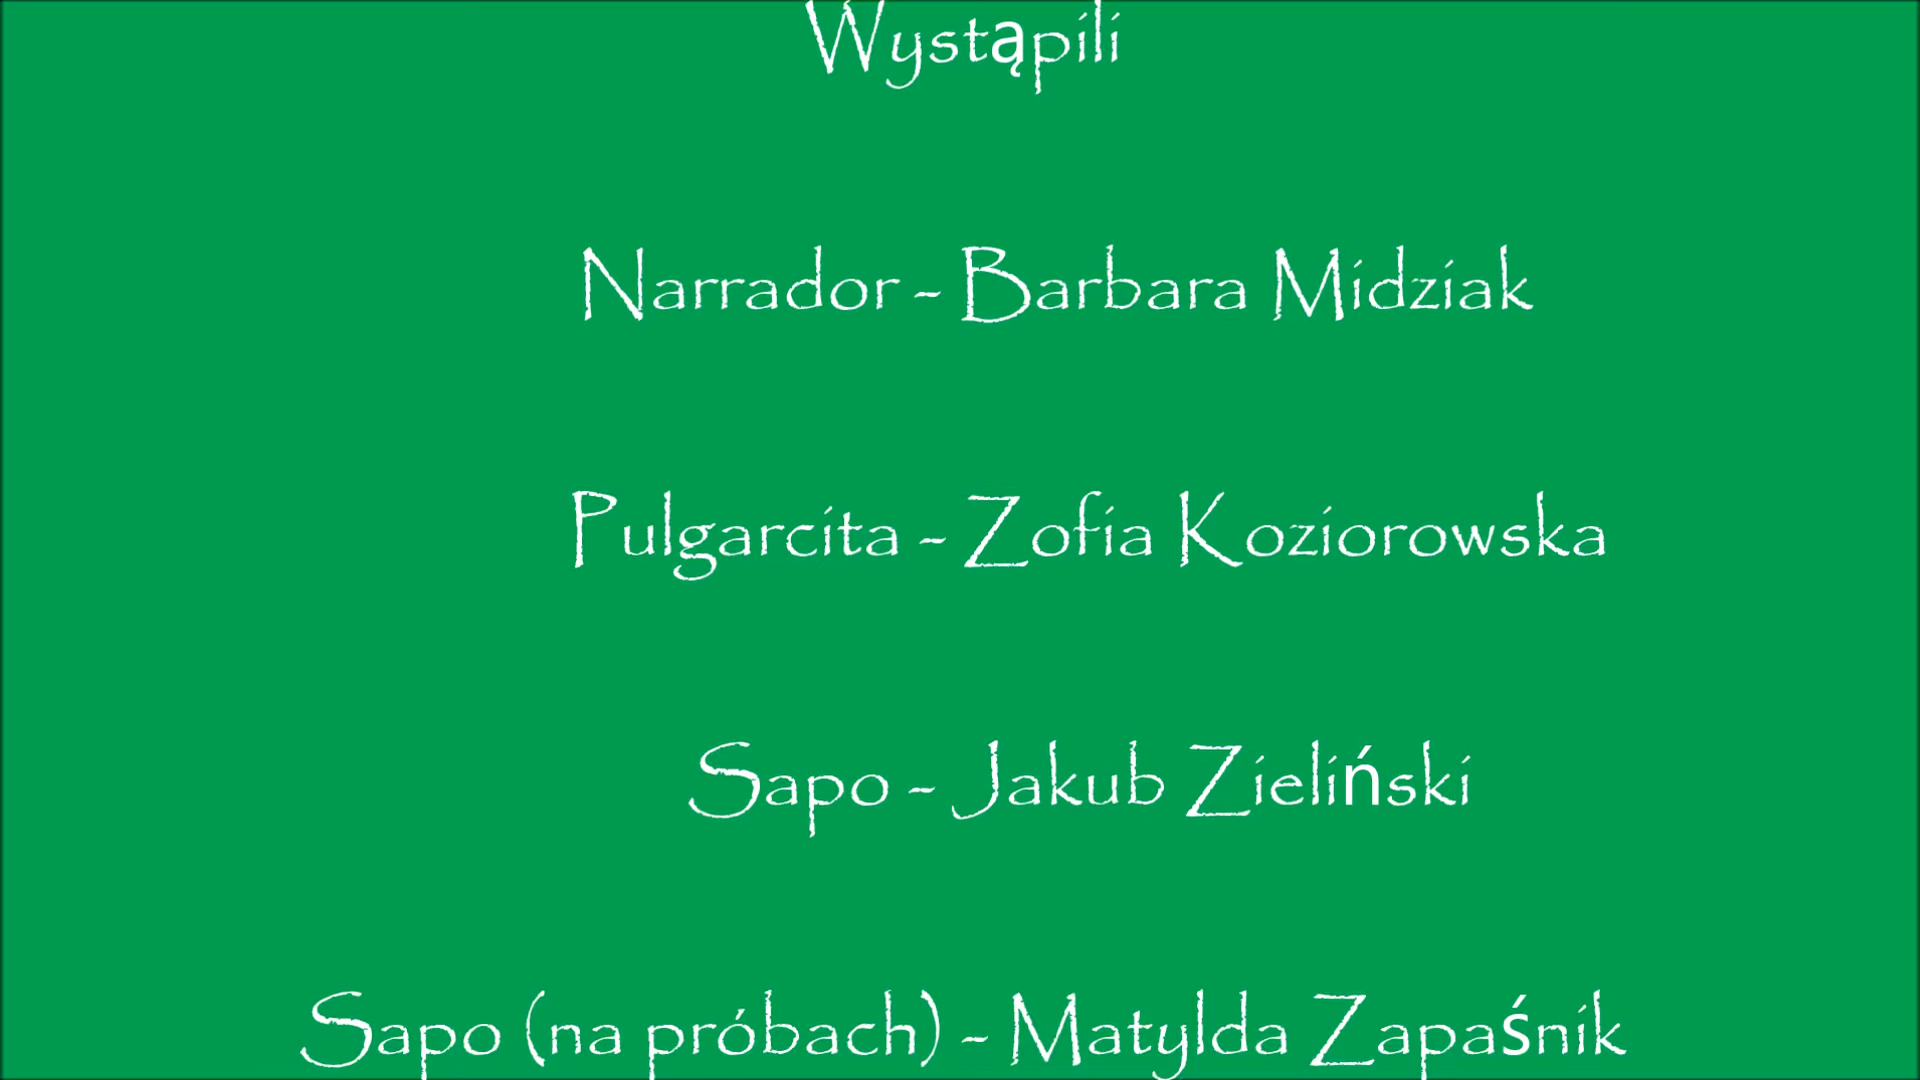 Wystąpili
Narrador - Barbara Midziak
Pulgarcita - Zofia Koziorowska
Sapo - Jakub Zieliński
Sapo (na próbach) - Matylda Zapaśnik